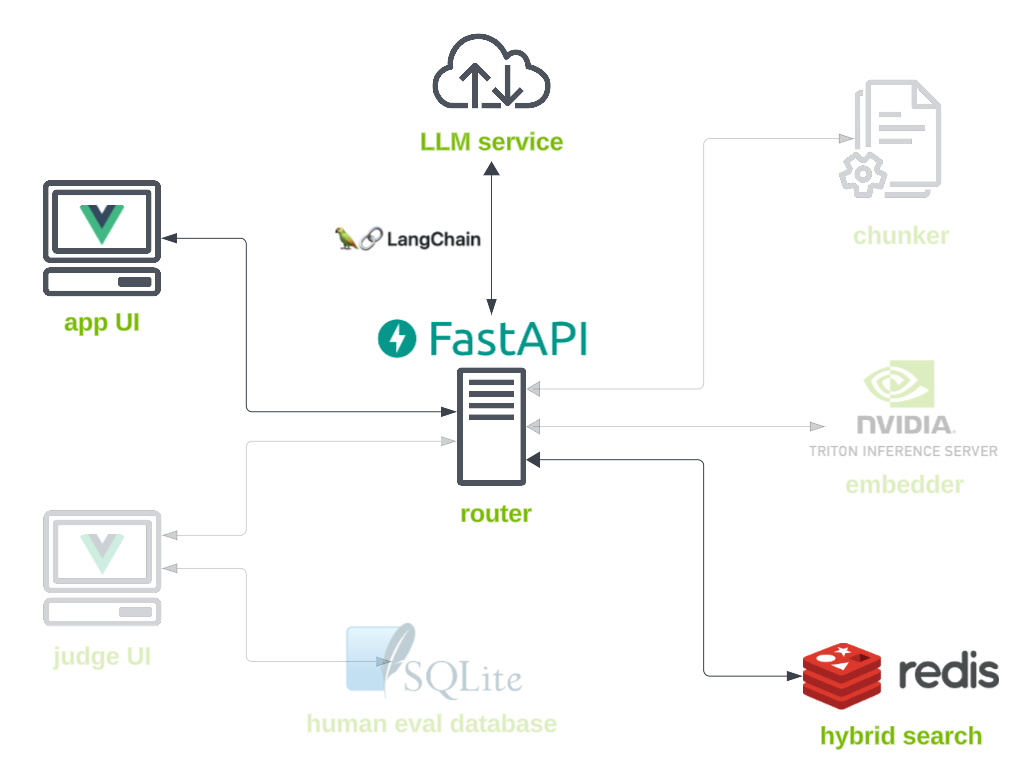 LLM service
chunker
LangChain
app UI
FastAPI
NVIDIA.
TRITON INFERENCE SERVER
embedder
router
judge UI
SQLite
human eval database
redis
hybrid search